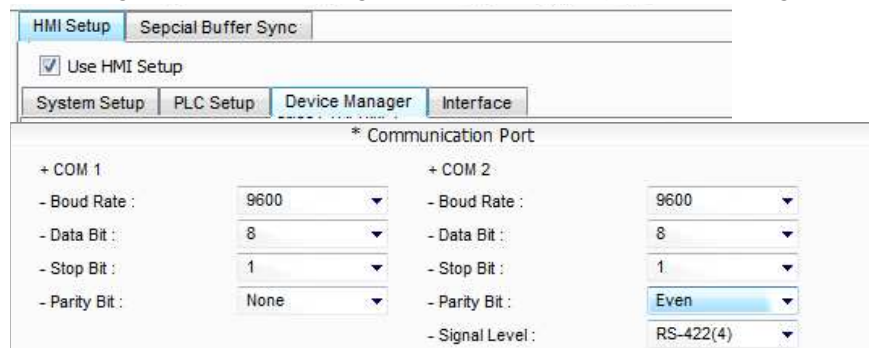 HMI Setup Sepcial Buffer Sync
Use HMI Setup
System Setup PLC Setup Device Manager Interface
* Communication Port
+ COM 1 + COM 2
- Boud Rate : 9600 - Boud Rate : 9600
- Data Bit : 8 - Data Bit : 8
- Stop Bit : 1 - Stop Bit : 1
- Parity Bit : None - Parity Bit : Even
- Signal Level : RS-422(4)